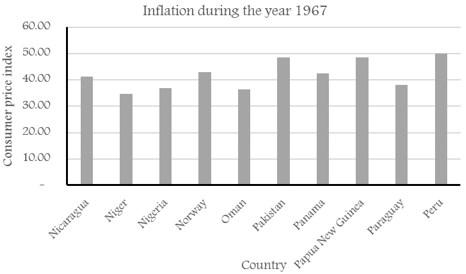 Inflation during the year 1967
60.00
50.00
40.00
30.00
20.00
10.00
-
Consumer price index
Nicaragua
Niger
Nigeria
Norway
Oman
Pakistan
Panama
Papua New Guinea
Paraguay
Peru
Country